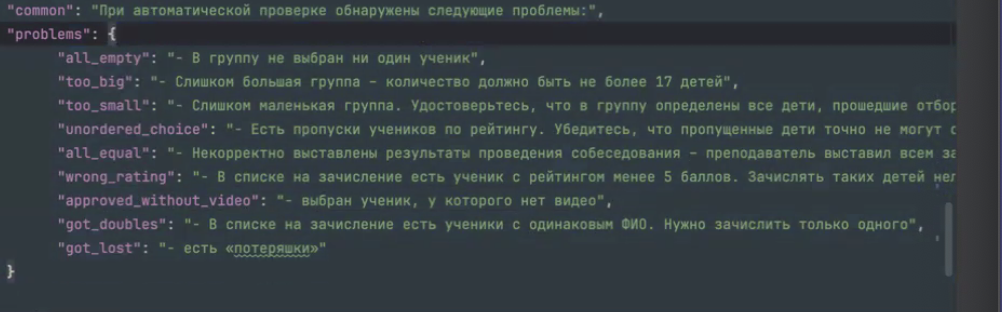 "common": "При автоматической проверке обнаружены следующие проблемы:",
"problems": {
"all_empty": "- В группу не выбран ни один ученик",
"too_big": "- Слишком большая группа – количество должно быть не более 17 детей",
"too_small": "- Слишком маленькая группа. Удостоверьтесь, что в группу определены все дети, прошедшие отбор
"unordered_choice": "- Есть пропуски учеников по рейтингу. Убедитесь, что пропущенные дети точно не могут
"all_equal": "- Некорректно выставлены результаты проведения собеседования – преподаватель выставил всем за
"wrong_rating": "- В списке на зачисление есть ученик с рейтингом менее 5 баллов. Зачислять таких детей нел
"approved_without_video": "- выбран ученик, у которого нет видео",
"got_doubles": "- В списке на зачисление есть ученики с одинаковым ФИО. Нужно зачислить только одного",
"got_lost": "- есть «потеряшки»"
}